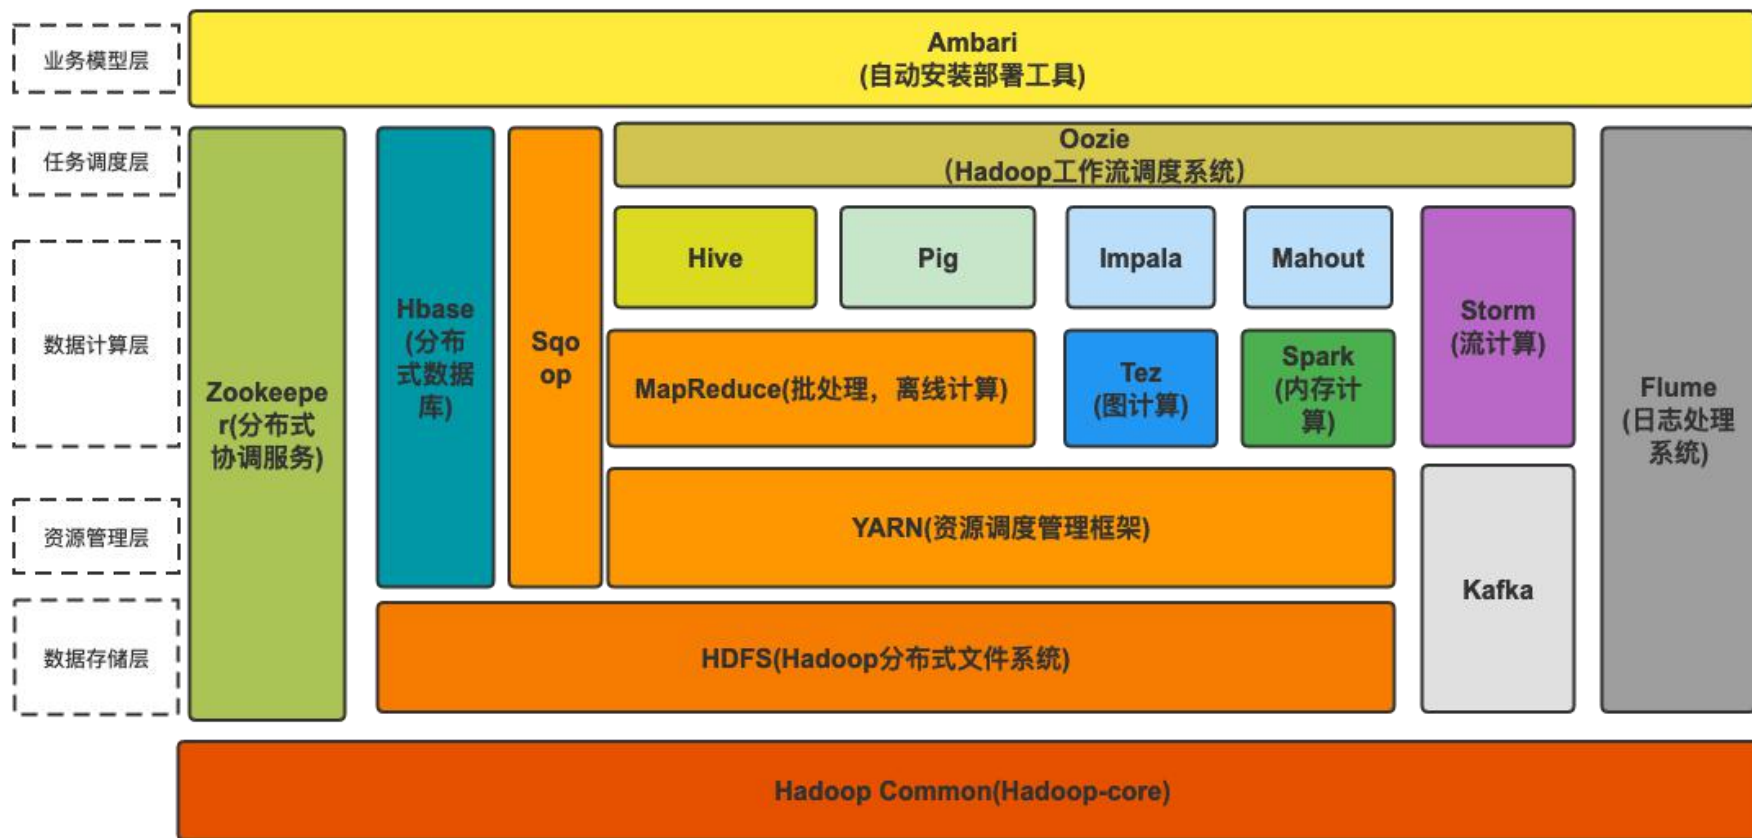 业务模型层
Ambari
(自动安装部署工具)
任务调度层
Oozie
（Hadoop工作流调度系统）
Hive
Pig
Impala
Mahout
数据计算层
Zookeepe
r(分布式
协调服务)
Hbase
(分布
式数据
库)
Sqo
op
MapReduce(批处理，离线计算)
Tez
(图计算)
Spark
(内存计
算)
Storm
(流计算)
Flume
(日志处理
系统)
资源管理层
YARN(资源调度管理框架)
Kafka
数据存储层
HDFS(Hadoop分布式文件系统)
Hadoop Common(Hadoop-core)